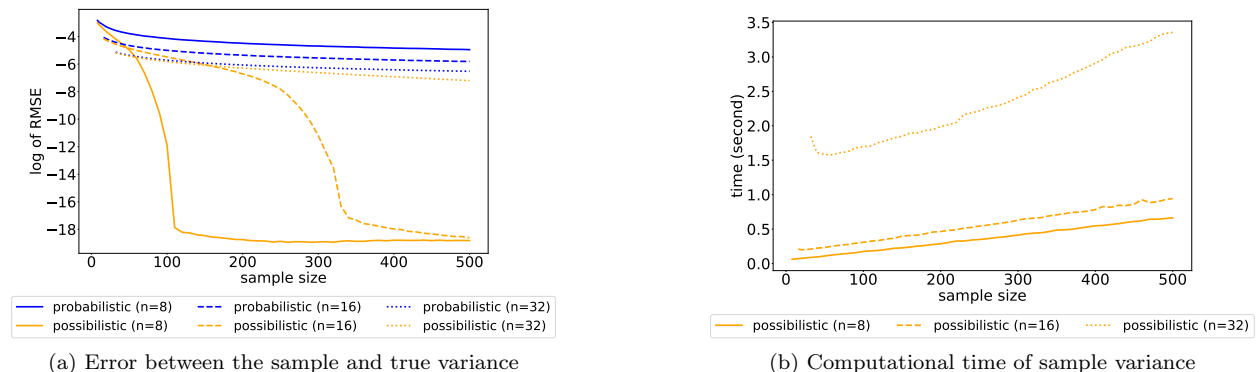 −4
−6
−8
−10
−12
−14
−16
−18
log of RMSE
0 100 200 300 400 500
sample size
probabilistic (n=8) probabilistic (n=16) probabilistic (n=32)
possibilistic (n=8) possibilistic (n=16) possibilistic (n=32)
(a) Error between the sample and true variance
3.5
3.0
2.5
2.0
1.5
1.0
0.5
0.0
time (second)
0 100 200 300 400 500
sample size
possibilistic (n=8) possibilistic (n=16) possibilistic (n=32)
(b) Computational time of sample variance